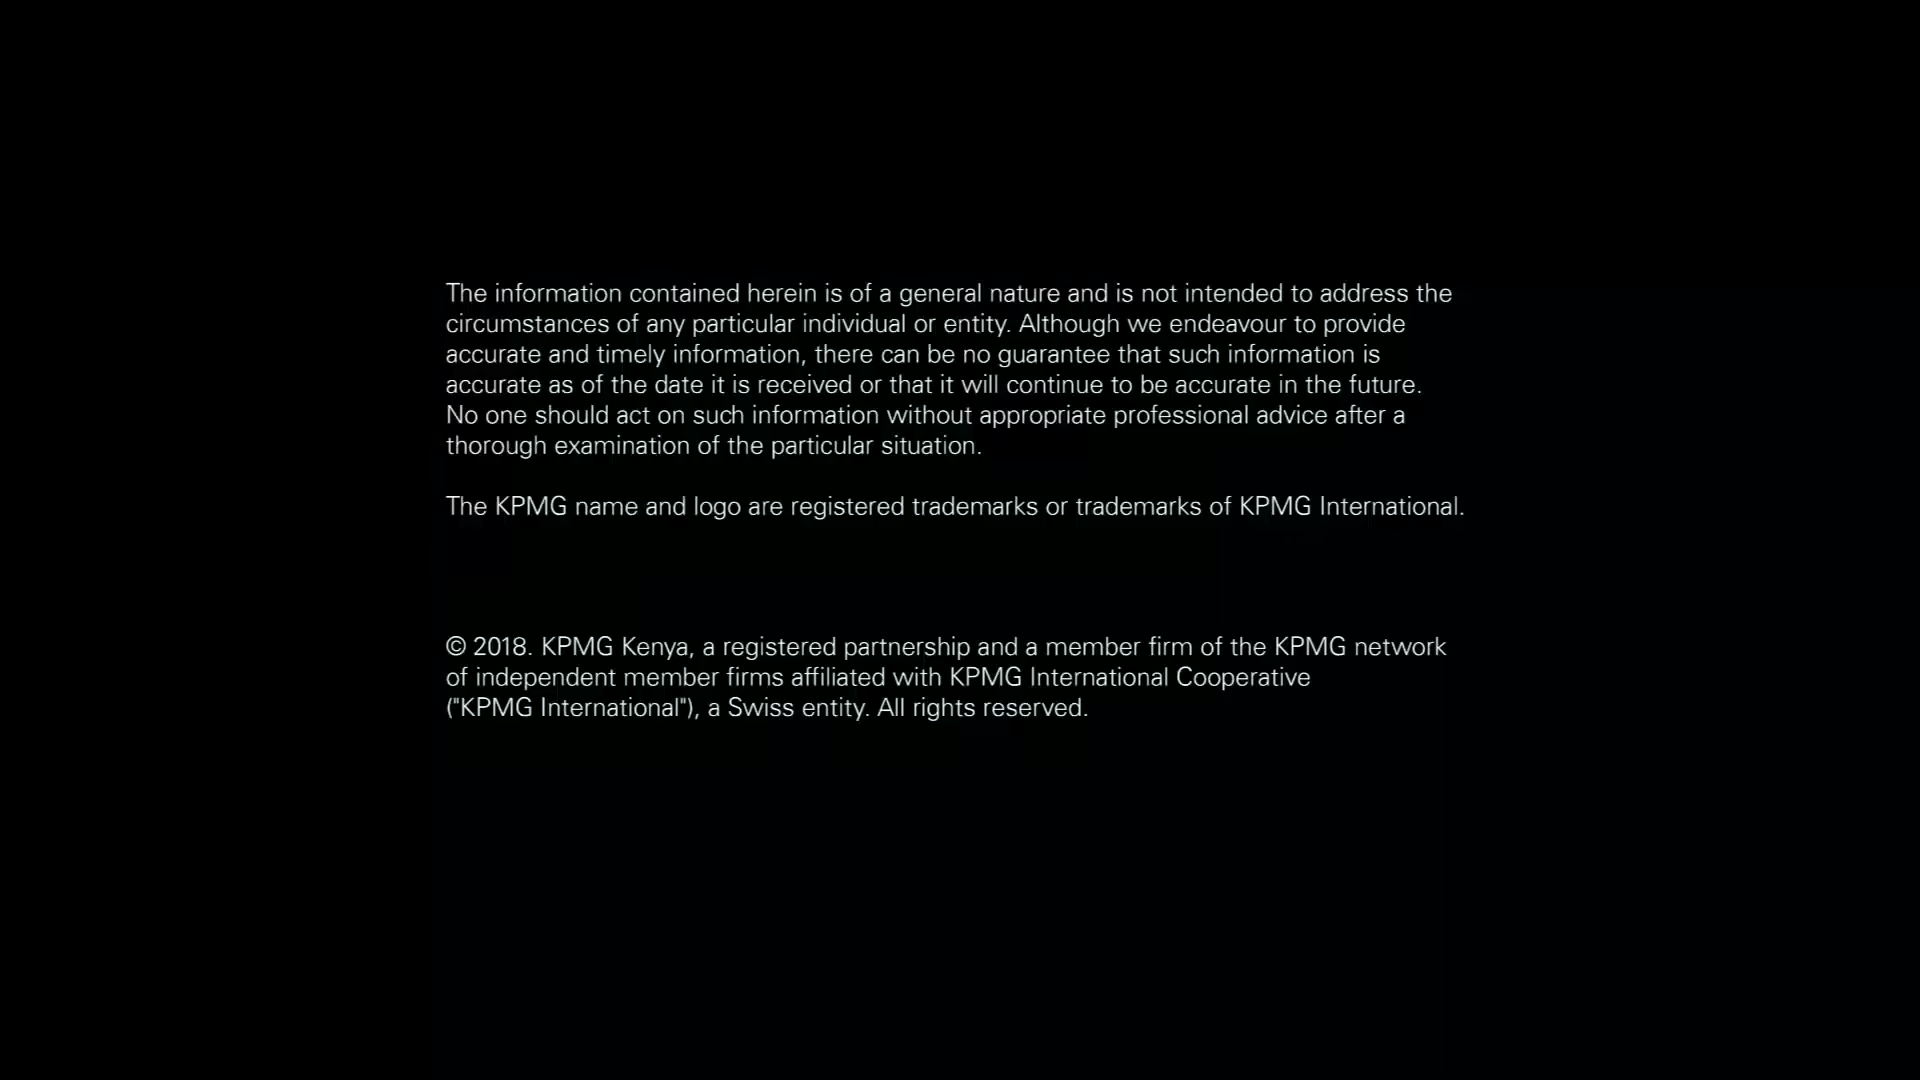 The information contained herein is of a general nature and is not intended to address the
circumstances of any particular individual or entity. Although we endeavour to provide
accurate and timely information, there can be no guarantee that such information is
accurate as of the date it is received or that it will continue to be accurate in the future.
No one should act on such information without appropriate professional advice after a
thorough examination of the particular situation.
The KPMG name and logo are registered trademarks or trademarks of KPMG International.
© 2018. KPMG Kenya, a registered partnership and a member firm of the KPMG network
of independent member firms affiliated with KPMG International Cooperative
("KPMG International"), a Swiss entity. All rights reserved.